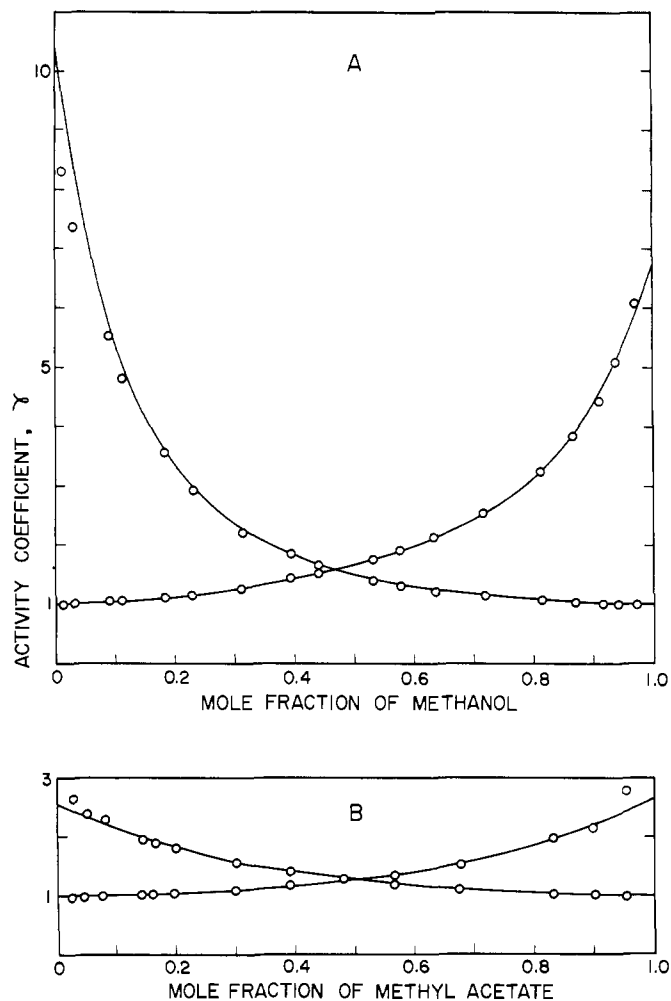 A
10
5
1
ACTIVITY COEFFICIENT, γ
0 0.2 0.4 0.6 0.8 1.0
MOLE FRACTION OF METHANOL
B
3
1
0 0.2 0.4 0.6 0.8 1.0
MOLE FRACTION OF METHYL ACETATE